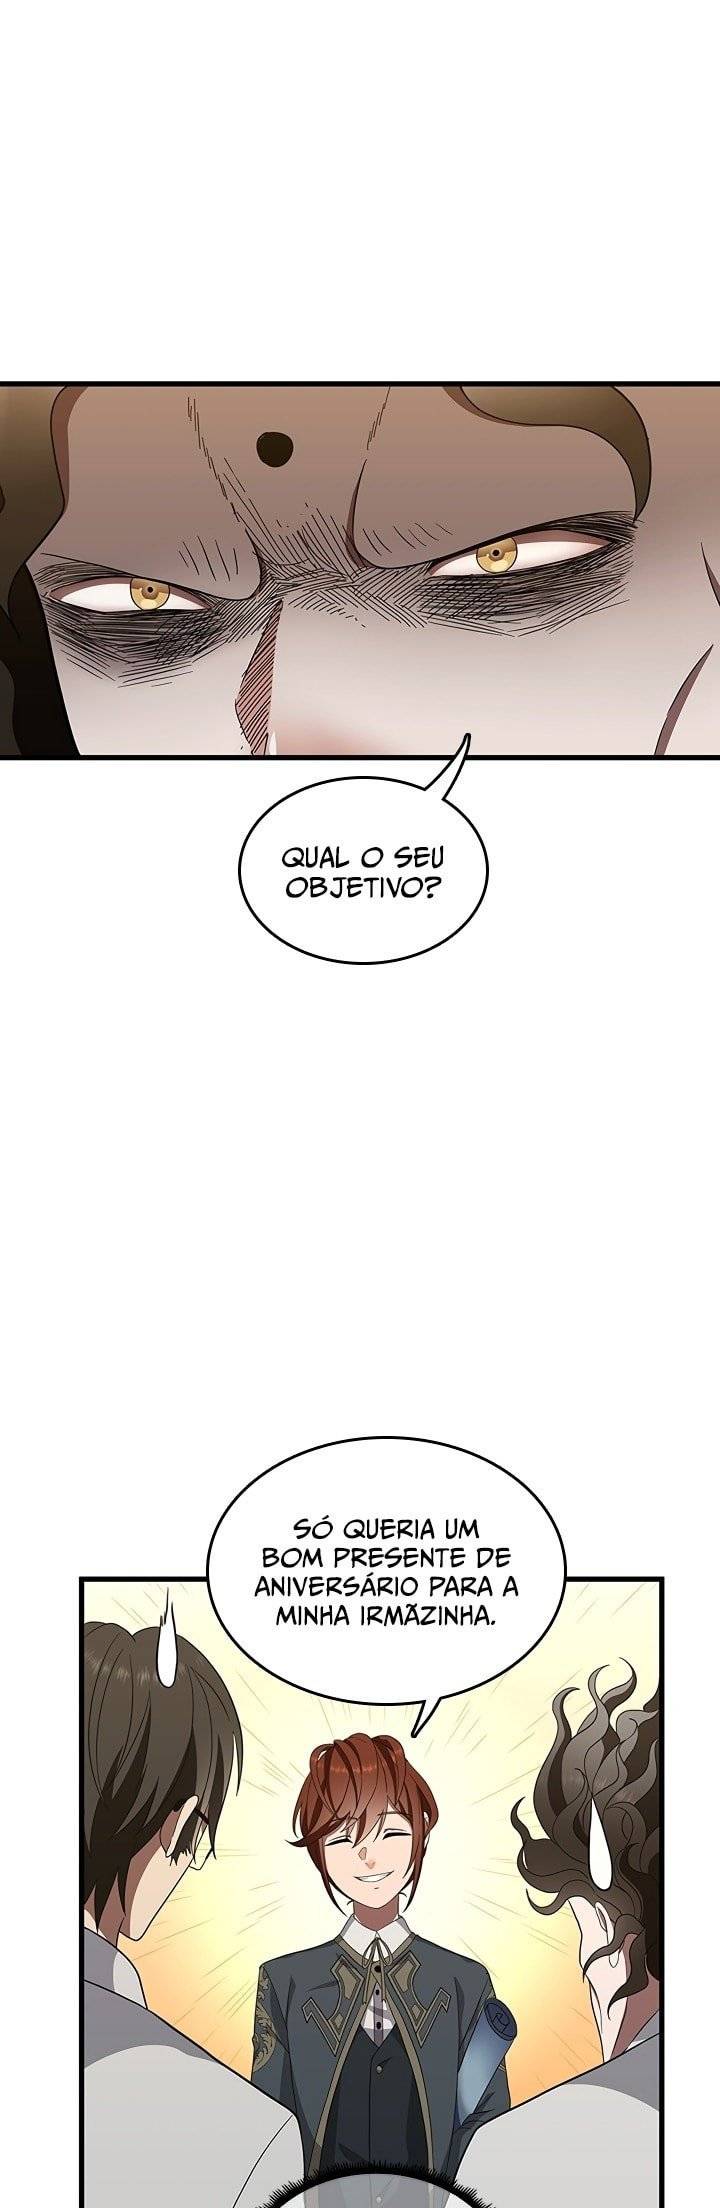 QUAL O SEU
OBJETIVO?
SÓ QUERIA UM
BOM PRESENTE DE
ANIVERSÁRIO PARA A
MINHA IRMÃZINHA.